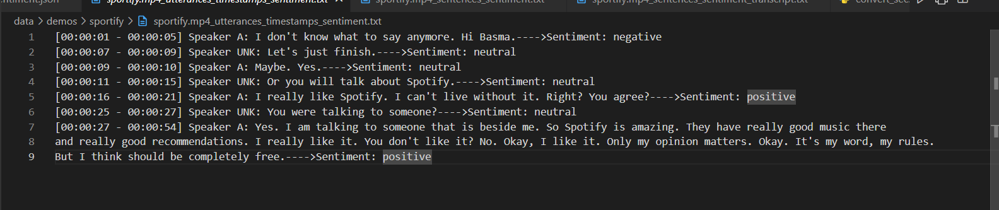 sportify.mp4_utterances_timestamps_sentiment.txt
sportify.mp4_sentences_sentiment.txt
sportify.mp4_sentences_sentiment_transcript.txt
data > demos > sportify > sportify.mp4_utterances_timestamps_sentiment.txt
1 [00:00:01 - 00:00:05] Speaker A: I don't know what to say anymore. Hi Basma.---->Sentiment: negative
2 [00:00:07 - 00:00:09] Speaker UNK: Let's just finish.---->Sentiment: neutral
3 [00:00:09 - 00:00:10] Speaker A: Maybe. Yes.---->Sentiment: neutral
4 [00:00:11 - 00:00:15] Speaker UNK: Or you will talk about Spotify.---->Sentiment: neutral
5 [00:00:16 - 00:00:21] Speaker A: I really like Spotify. I can't live without it. Right? You agree?---->Sentiment: positive
6 [00:00:25 - 00:00:27] Speaker UNK: You were talking to someone?---->Sentiment: neutral
7 [00:00:27 - 00:00:54] Speaker A: Yes. I am talking to someone that is beside me. So Spotify is amazing. They have really good music there
8 and really good recommendations. I really like it. You don't like it? No. Okay, I like it. Only my opinion matters. Okay. It's my word, my rules.
9 But I think should be completely free.---->Sentiment: positive